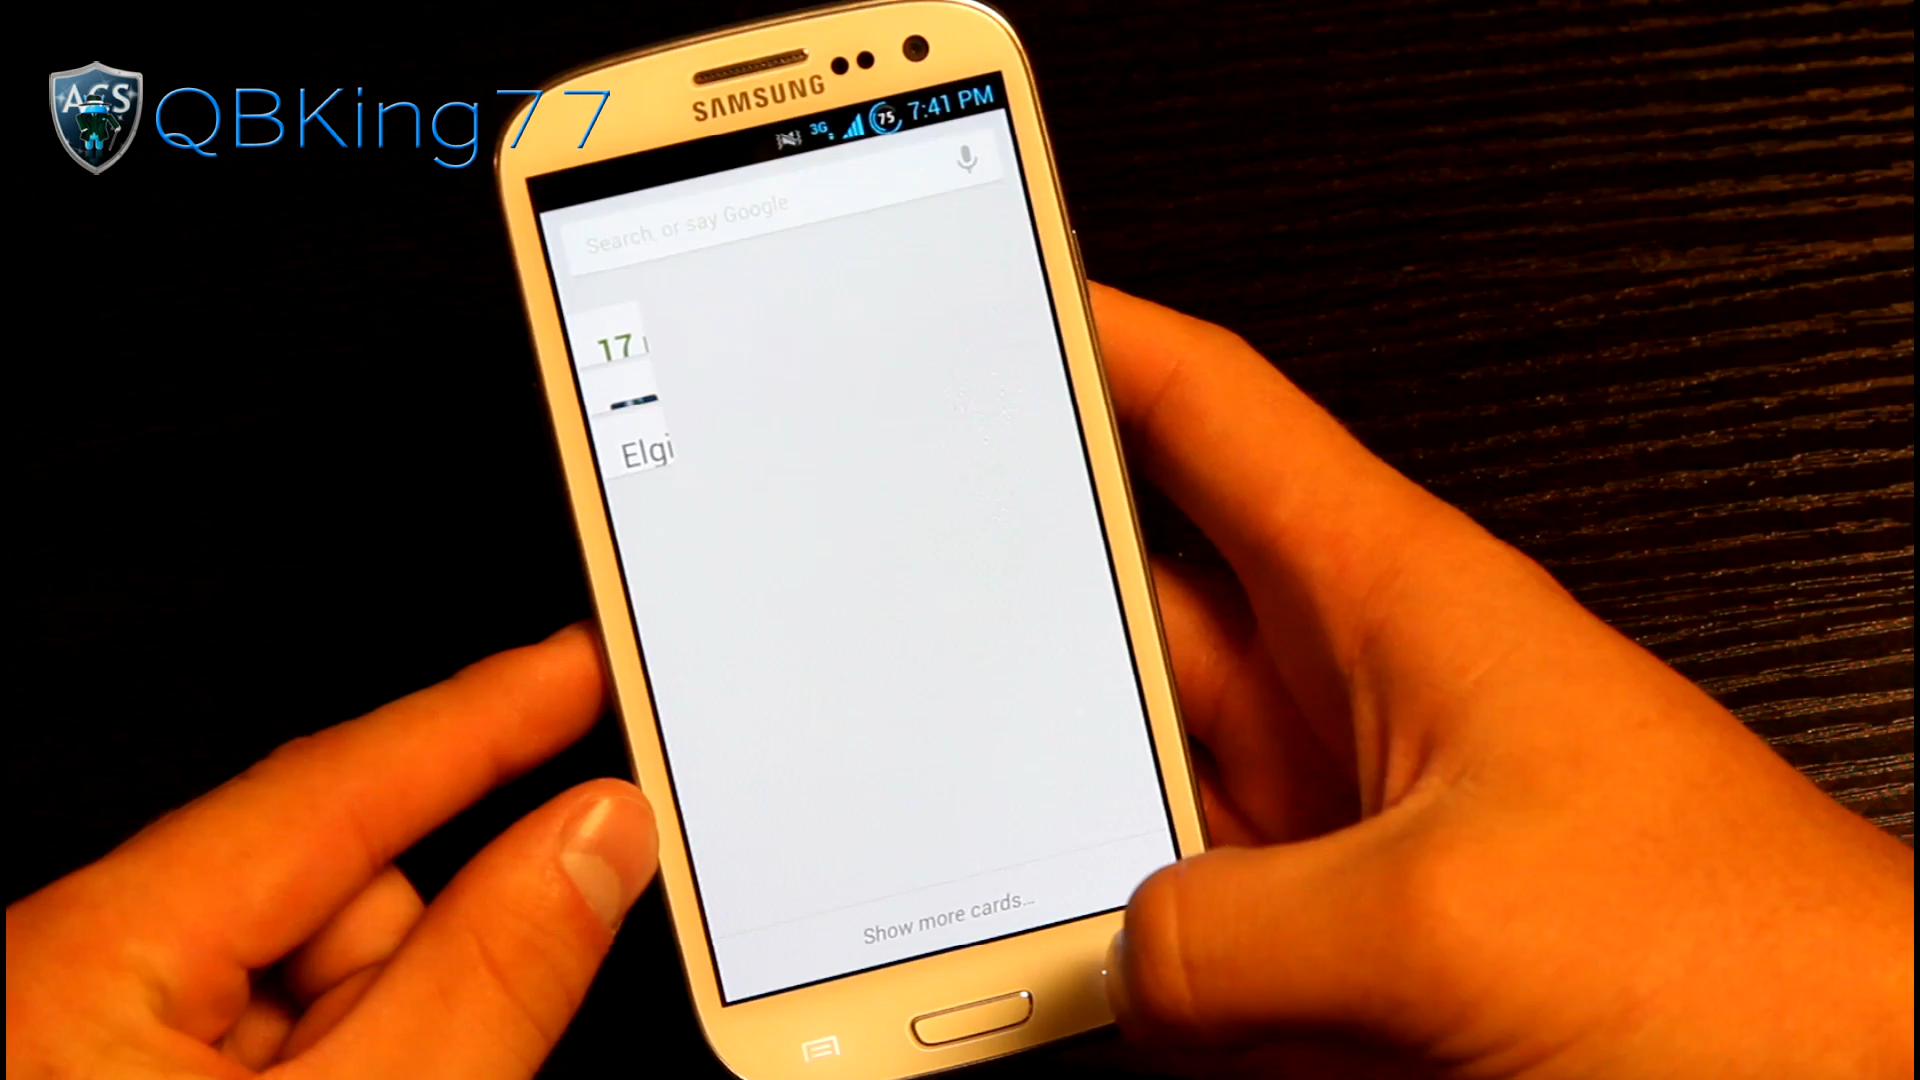 ACS
QBKing77
SAMSUNG
3G
75
7:41 PM
Search, or say Google
17
Elgi
Show more cards...